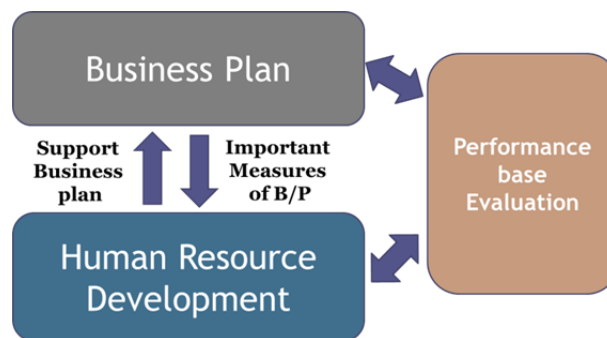 Business Plan
Support
Business
plan
Important
Measures
of B/P
Performance
base
Evaluation
Human Resource
Development